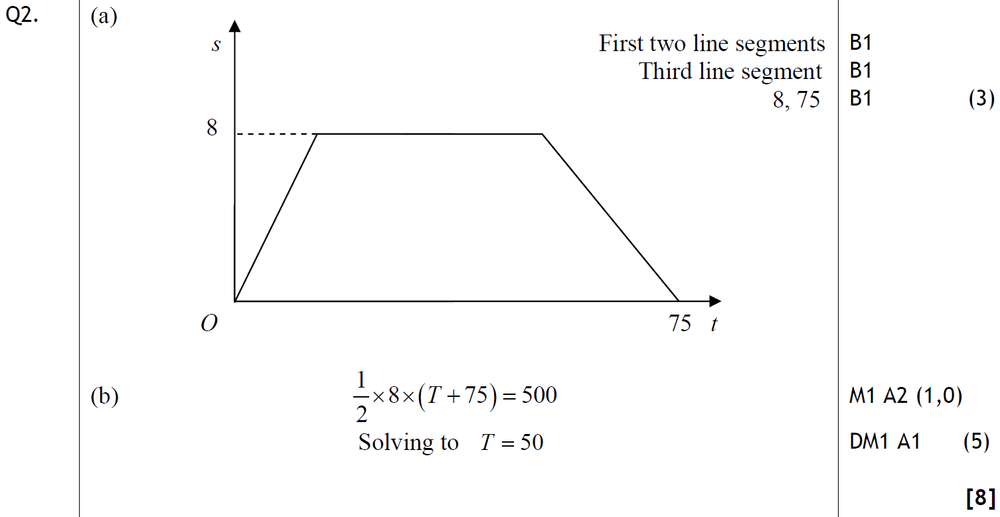 Q2. (a)
s
First two line segments B1
Third line segment B1
8, 75 B1 (3)
8
O 75 t
(b) 1/2 × 8 × (T + 75) = 500 M1 A2 (1,0)
Solving to T = 50 DM1 A1 (5)
[8]